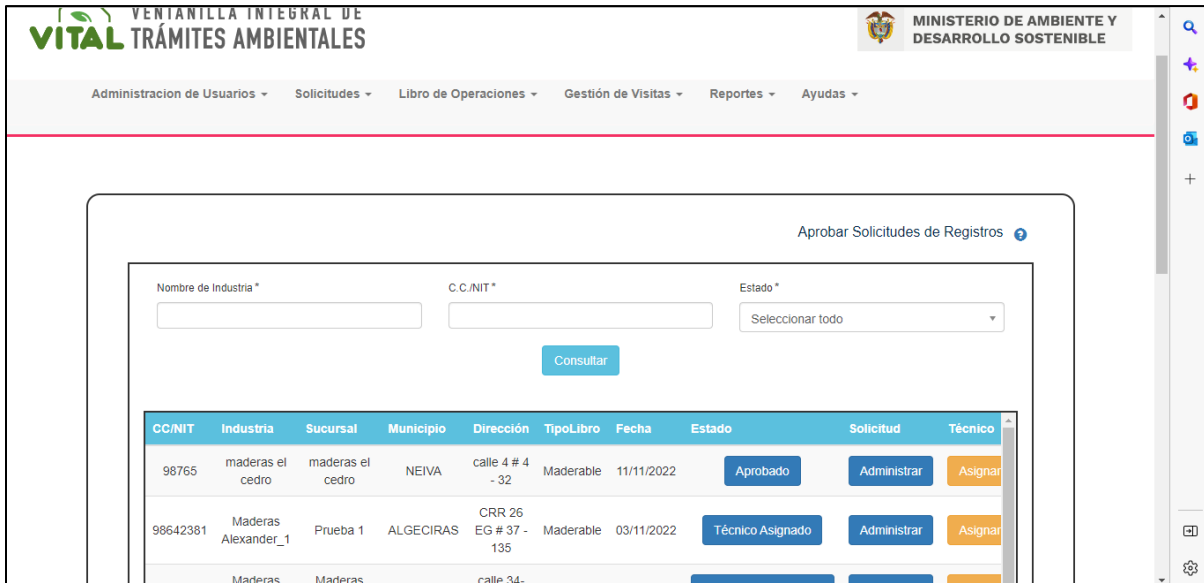 VENTANILLA INTEGRAL DE
VITAL TRÁMITES AMBIENTALES
MINISTERIO DE AMBIENTE Y
DESARROLLO SOSTENIBLE
Administracion de Usuarios Solicitudes Libro de Operaciones Gestión de Visitas Reportes Ayudas
Aprobar Solicitudes de Registros
Nombre de Industria * C.C./NIT * Estado *
Seleccionar todo
Consultar
CC/NIT Industria Sucursal Municipio Dirección TipoLibro Fecha Estado Solicitud Técnico
98765 maderas el cedro maderas el cedro NEIVA calle 4 # 4 - 32 Maderable 11/11/2022 Aprobado Administrar Asignar
98642381 Maderas Alexander_1 Prueba 1 ALGECIRAS CRR 26 EG # 37 - 135 Maderable 03/11/2022 Técnico Asignado Administrar Asignar
Maderas Maderas calle 34-